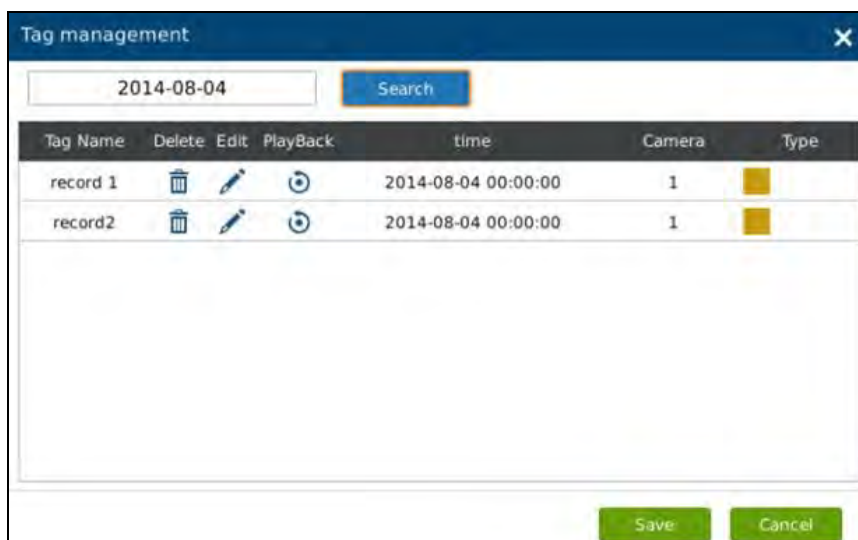 Tag management
2014-08-04 Search
Tag Name Delete Edit PlayBack time Camera Type
record 1 2014-08-04 00:00:00 1
record2 2014-08-04 00:00:00 1
Save Cancel